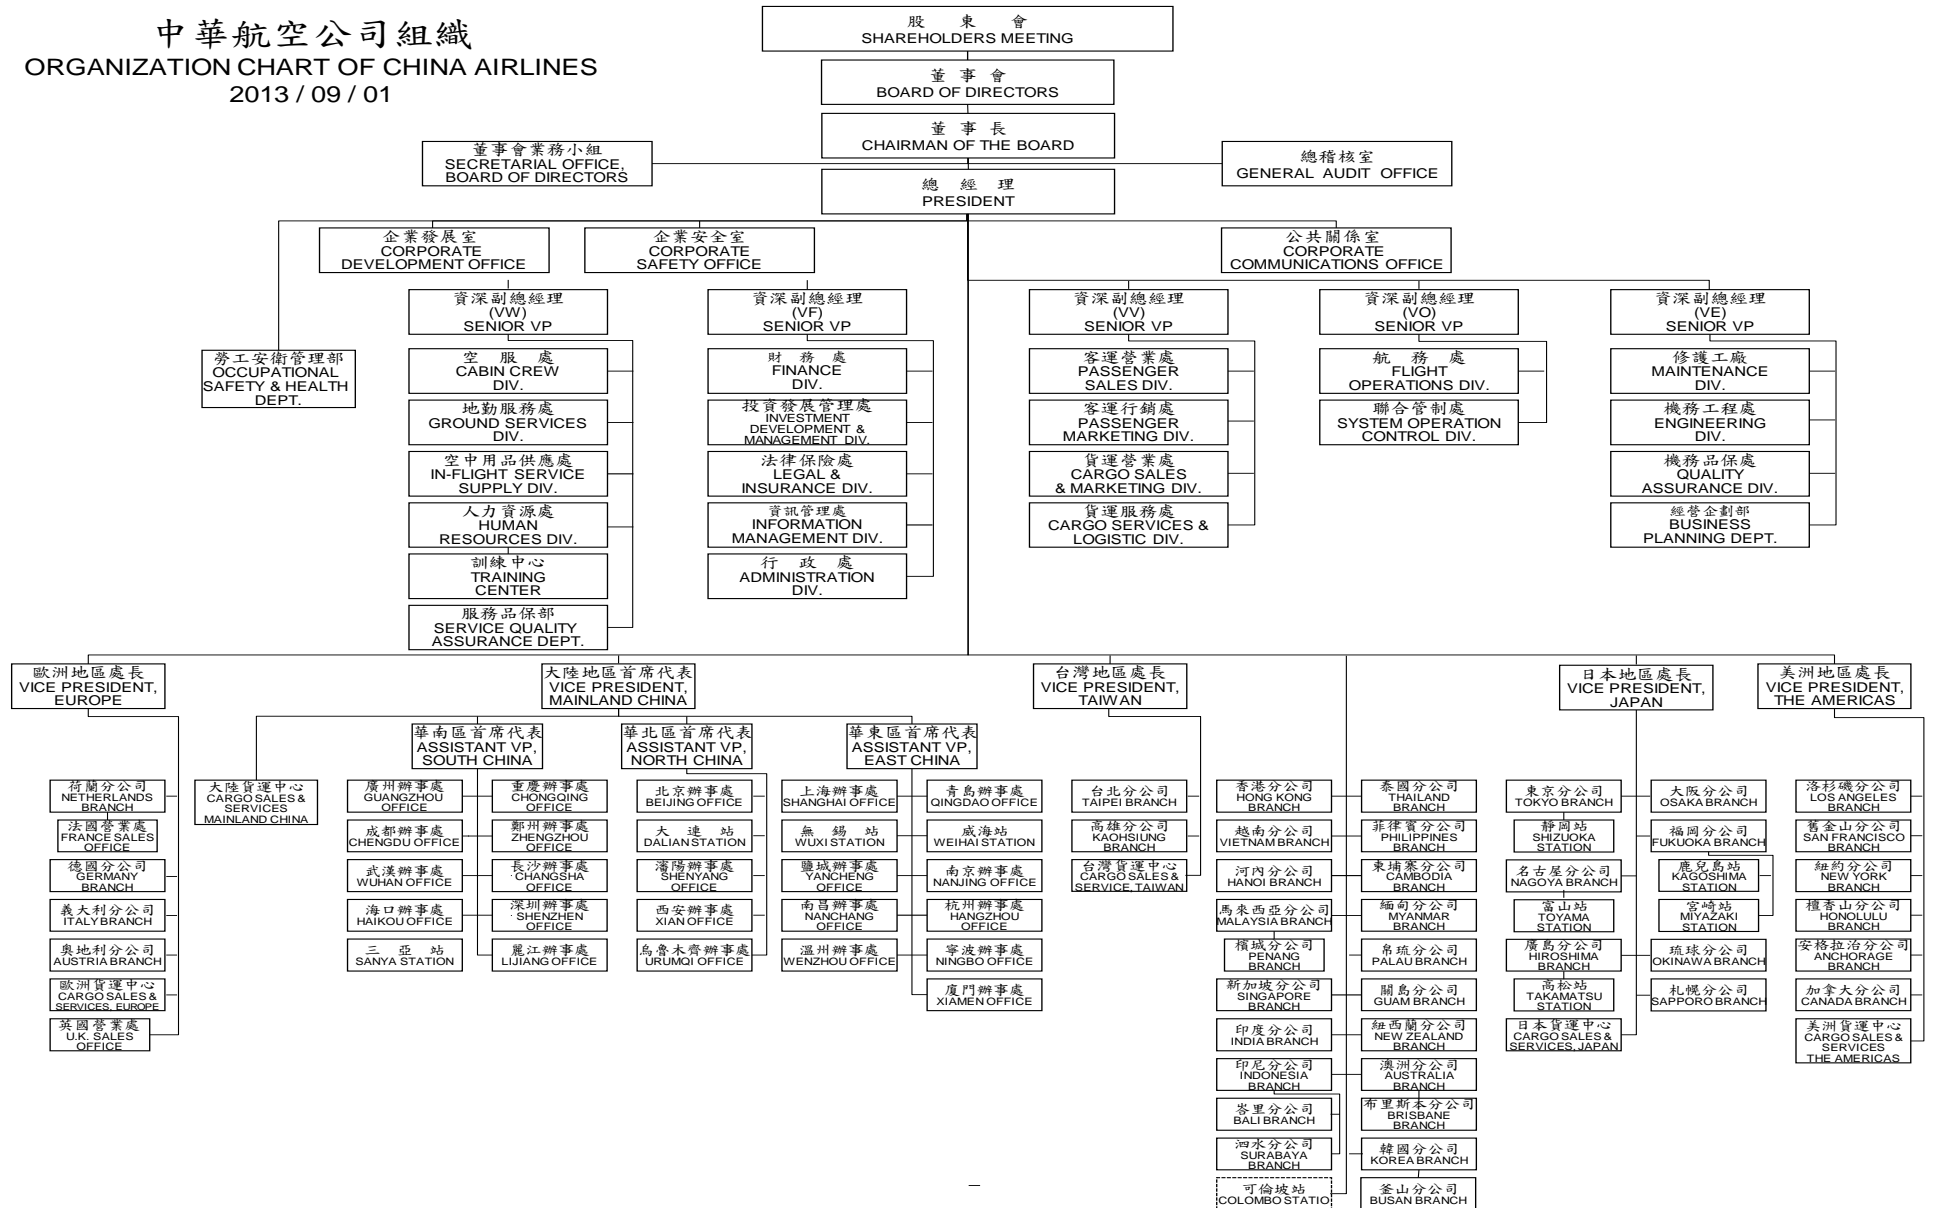 中華航空公司組織
ORGANIZATION CHART OF CHINA AIRLINES
2013 / 09 / 01
股 東 會
SHAREHOLDERS MEETING
董 事 會
BOARD OF DIRECTORS
董 事 長
CHAIRMAN OF THE BOARD
董事會業務小組
SECRETARIAL OFFICE,
BOARD OF DIRECTORS
總稽核室
GENERAL AUDIT OFFICE
總 經 理
PRESIDENT
企業發展室
CORPORATE
DEVELOPMENT OFFICE
企業安全室
CORPORATE
SAFETY OFFICE
公共關係室
CORPORATE
COMMUNICATIONS OFFICE
勞工安衛管理部
OCCUPATIONAL
SAFETY & HEALTH
DEPT.
資深副總經理
(VW)
SENIOR VP
空 服 處
CABIN CREW
DIV.
地勤服務處
GROUND SERVICES
DIV.
空中用品供應處
IN-FLIGHT SERVICE
SUPPLY DIV.
人力資源處
HUMAN
RESOURCES DIV.
訓練中心
TRAINING
CENTER
服務品保部
SERVICE QUALITY
ASSURANCE DEPT.
資深副總經理
(VF)
SENIOR VP
財 務 處
FINANCE
DIV.
投資發展管理處
INVESTMENT
DEVELOPMENT &
MANAGEMENT DIV.
法律保險處
LEGAL &
INSURANCE DIV.
資訊管理處
INFORMATION
MANAGEMENT DIV.
行 政 處
ADMINISTRATION
DIV.
資深副總經理
(VV)
SENIOR VP
客運營業處
PASSENGER
SALES DIV.
客運行銷處
PASSENGER
MARKETING DIV.
貨運營業處
CARGO SALES
& MARKETING DIV.
貨運服務處
CARGO SERVICES &
LOGISTIC DIV.
資深副總經理
(VO)
SENIOR VP
航 務 處
FLIGHT
OPERATIONS DIV.
聯合管制處
SYSTEM OPERATION
CONTROL DIV.
資深副總經理
(VE)
SENIOR VP
修護工廠
MAINTENANCE
DIV.
機務工程處
ENGINEERING
DIV.
機務品保處
QUALITY
ASSURANCE DIV.
經營企劃部
BUSINESS
PLANNING DEPT.
歐洲地區處長
VICE PRESIDENT,
EUROPE
荷蘭分公司
NETHERLANDS
BRANCH
法國營業處
FRANCE SALES
OFFICE
德國分公司
GERMANY
BRANCH
義大利分公司
ITALY BRANCH
奧地利分公司
AUSTRIA BRANCH
歐洲貨運中心
CARGO SALES &
SERVICES, EUROPE
英國營業處
U.K. SALES
OFFICE
大陸地區首席代表
VICE PRESIDENT,
MAINLAND CHINA
大陸貨運中心
CARGO SALES &
SERVICES
MAINLAND CHINA
華南區首席代表
ASSISTANT VP,
SOUTH CHINA
廣州辦事處
GUANGZHOU
OFFICE
重慶辦事處
CHONGQING
OFFICE
成都辦事處
CHENGDU OFFICE
鄭州辦事處
ZHENGZHOU
OFFICE
武漢辦事處
WUHAN OFFICE
長沙辦事處
CHANGSHA
OFFICE
海口辦事處
HAIKOU OFFICE
深圳辦事處
SHENZHEN
OFFICE
三 亞 站
SANYA STATION
麗江辦事處
LIJIANG OFFICE
華北區首席代表
ASSISTANT VP,
NORTH CHINA
北京辦事處
BEIJING OFFICE
大 連 站
DALIAN STATION
瀋陽辦事處
SHENYANG
OFFICE
西安辦事處
XIAN OFFICE
烏魯木齊辦事處
URUMQI OFFICE
華東區首席代表
ASSISTANT VP,
EAST CHINA
上海辦事處
SHANGHAI OFFICE
青島辦事處
QINGDAO OFFICE
無 錫 站
WUXI STATION
威海站
WEIHAI STATION
鹽城辦事處
YANCHENG
OFFICE
南京辦事處
NANJING OFFICE
南昌辦事處
NANCHANG
OFFICE
杭州辦事處
HANGZHOU
OFFICE
溫州辦事處
WENZHOU OFFICE
寧波辦事處
NINGBO OFFICE
廈門辦事處
XIAMEN OFFICE
台灣地區處長
VICE PRESIDENT,
TAIWAN
台北分公司
TAIPEI BRANCH
高雄分公司
KAOHSIUNG
BRANCH
台灣貨運中心
CARGO SALES &
SERVICE, TAIWAN
香港分公司
HONG KONG
BRANCH
泰國分公司
THAILAND
BRANCH
越南分公司
VIETNAM BRANCH
菲律賓分公司
PHILIPPINES
BRANCH
河內分公司
HANOI BRANCH
柬埔寨分公司
CAMBODIA
BRANCH
馬來西亞分公司
MALAYSIA BRANCH
緬甸分公司
MYANMAR
BRANCH
檳城分公司
PENANG
BRANCH
帛琉分公司
PALAU BRANCH
新加坡分公司
SINGAPORE
BRANCH
關島分公司
GUAM BRANCH
印度分公司
INDIA BRANCH
紐西蘭分公司
NEW ZEALAND
BRANCH
印尼分公司
INDONESIA
BRANCH
澳洲分公司
AUSTRALIA
BRANCH
峇里分公司
BALI BRANCH
布里斯本分公司
BRISBANE
BRANCH
泗水分公司
SURABAYA
BRANCH
韓國分公司
KOREA BRANCH
可倫坡站
COLOMBO STATIO
釜山分公司
BUSAN BRANCH
日本地區處長
VICE PRESIDENT,
JAPAN
東京分公司
TOKYO BRANCH
大阪分公司
OSAKA BRANCH
靜岡站
SHIZUOKA
STATION
福岡分公司
FUKUOKA BRANCH
名古屋分公司
NAGOYA BRANCH
鹿兒島站
KAGOSHIMA
STATION
富山站
TOYAMA
STATION
宮崎站
MIYAZAKI
STATION
廣島分公司
HIROSHIMA
BRANCH
琉球分公司
OKINAWA BRANCH
高松站
TAKAMATSU
STATION
札幌分公司
SAPPORO BRANCH
日本貨運中心
CARGO SALES &
SERVICES, JAPAN
美洲地區處長
VICE PRESIDENT,
THE AMERICAS
洛杉磯分公司
LOS ANGELES
BRANCH
舊金山分公司
SAN FRANCISCO
BRANCH
紐約分公司
NEW YORK
BRANCH
檀香山分公司
HONOLULU
BRANCH
安格拉治分公司
ANCHORAGE
BRANCH
加拿大分公司
CANADA BRANCH
美洲貨運中心
CARGO SALES &
SERVICES
THE AMERICAS